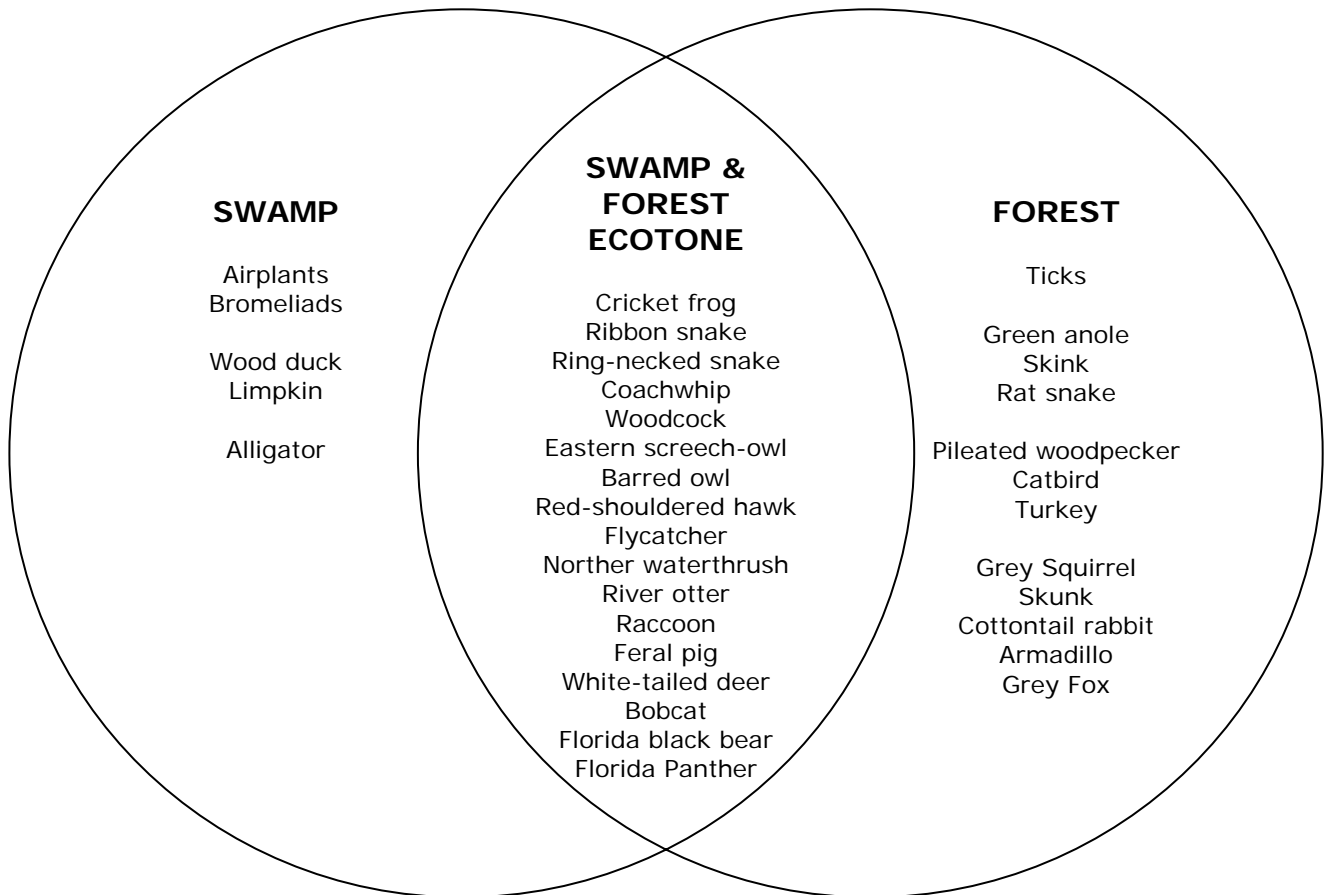 SWAMP
Airplants
Bromeliads
Wood duck
Limpkin
Alligator
SWAMP &
FOREST
ECOTONE
Cricket frog
Ribbon snake
Ring-necked snake
Coachwhip
Woodcock
Eastern screech-owl
Barred owl
Red-shouldered hawk
Flycatcher
Norther waterthrush
River otter
Raccoon
Feral pig
White-tailed deer
Bobcat
Florida black bear
Florida Panther
FOREST
Ticks
Green anole
Skink
Rat snake
Pileated woodpecker
Catbird
Turkey
Grey Squirrel
Skunk
Cottontail rabbit
Armadillo
Grey Fox